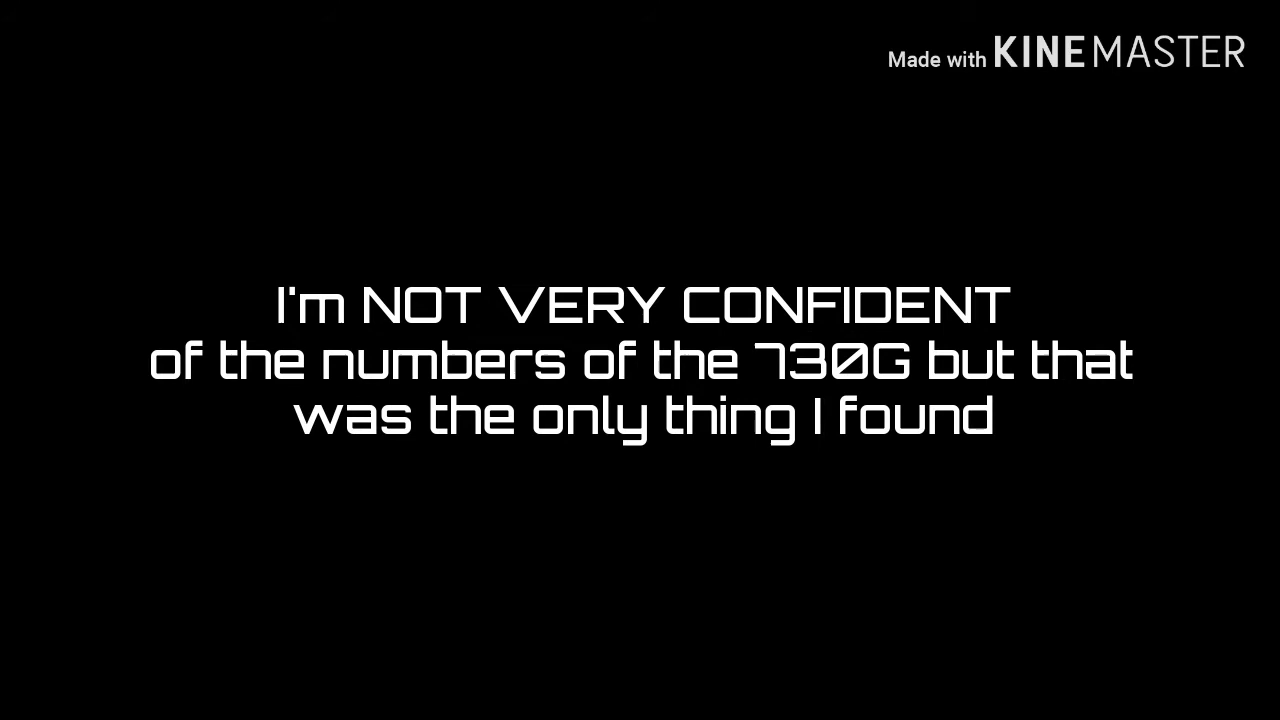 Made with KINEMASTER
I'm NOT VERY CONFIDENT
of the numbers of the 730G but that
was the only thing I found